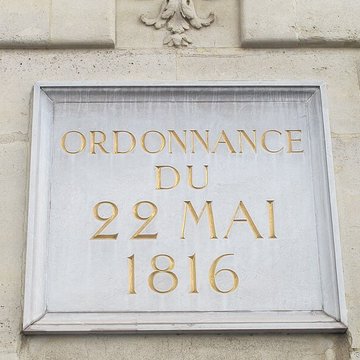 ORDONNANCE
DU
22 MAI
1816